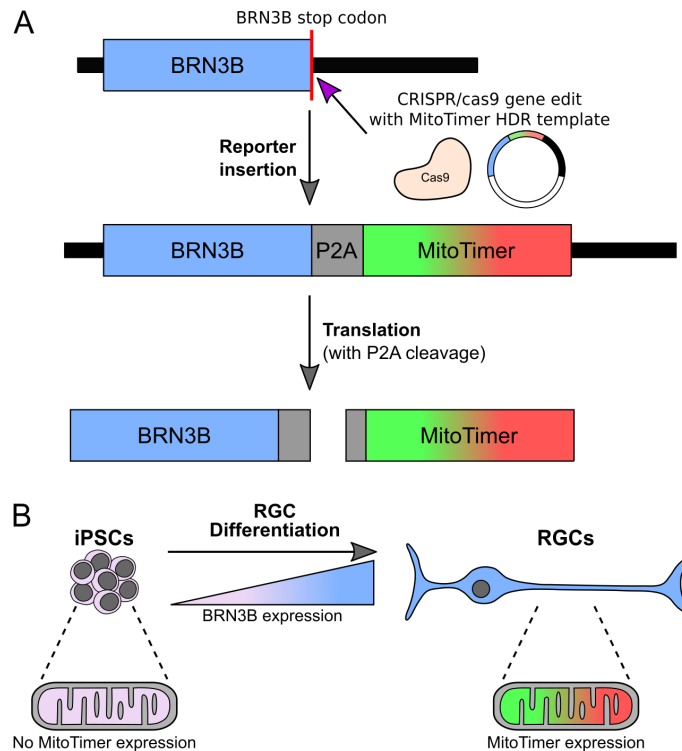 A
BRN3B stop codon
BRN3B
CRISPR/cas9 gene edit
with MitoTimer HDR template
Reporter
insertion
Cas9
BRN3B
P2A
MitoTimer
Translation
(with P2A cleavage)
BRN3B
MitoTimer
B
RGC
Differentiation
iPSCs
RGCs
BRN3B expression
No MitoTimer expression
MitoTimer expression